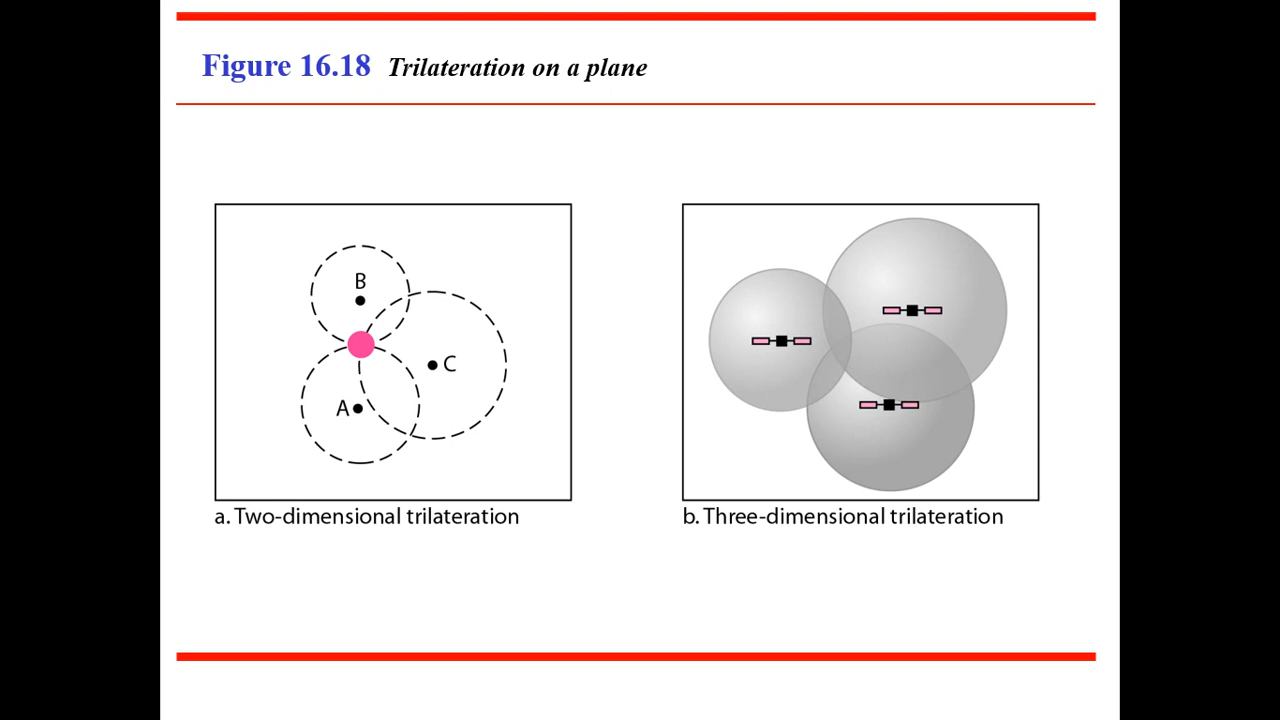 Figure 16.18 Trilateration on a plane
B
C
A
a. Two-dimensional trilateration
b. Three-dimensional trilateration